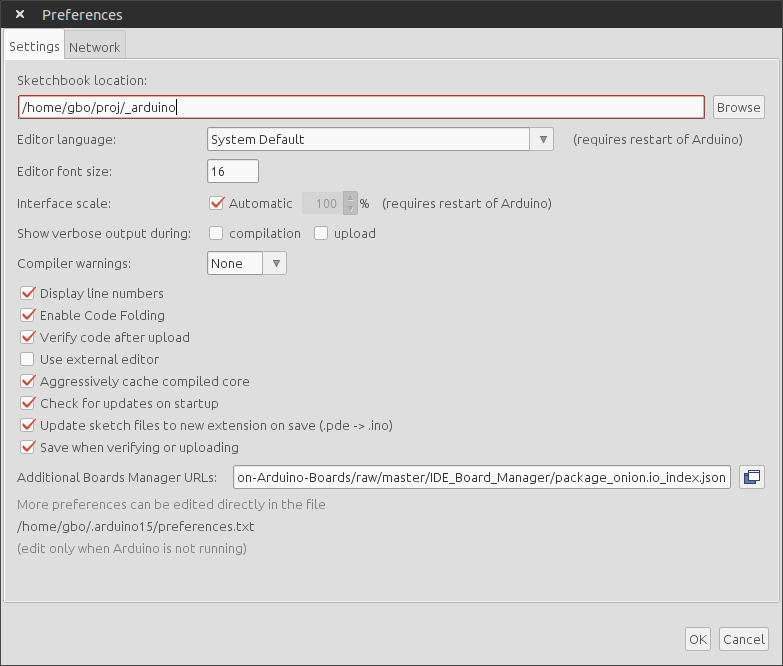 Preferences
Settings Network
Sketchbook location:
/home/gbo/proj/_arduino Browse
Editor language: System Default (requires restart of Arduino)
Editor font size: 16
Interface scale: Automatic 100 % (requires restart of Arduino)
Show verbose output during: compilation upload
Compiler warnings: None
Display line numbers
Enable Code Folding
Verify code after upload
Use external editor
Aggressively cache compiled core
Check for updates on startup
Update sketch files to new extension on save (.pde -> .ino)
Save when verifying or uploading
Additional Boards Manager URLs: on-Arduino-Boards/raw/master/IDE_Board_Manager/package_onion.io_index.json
More preferences can be edited directly in the file
/home/gbo/.arduino15/preferences.txt
(edit only when Arduino is not running)
OK Cancel